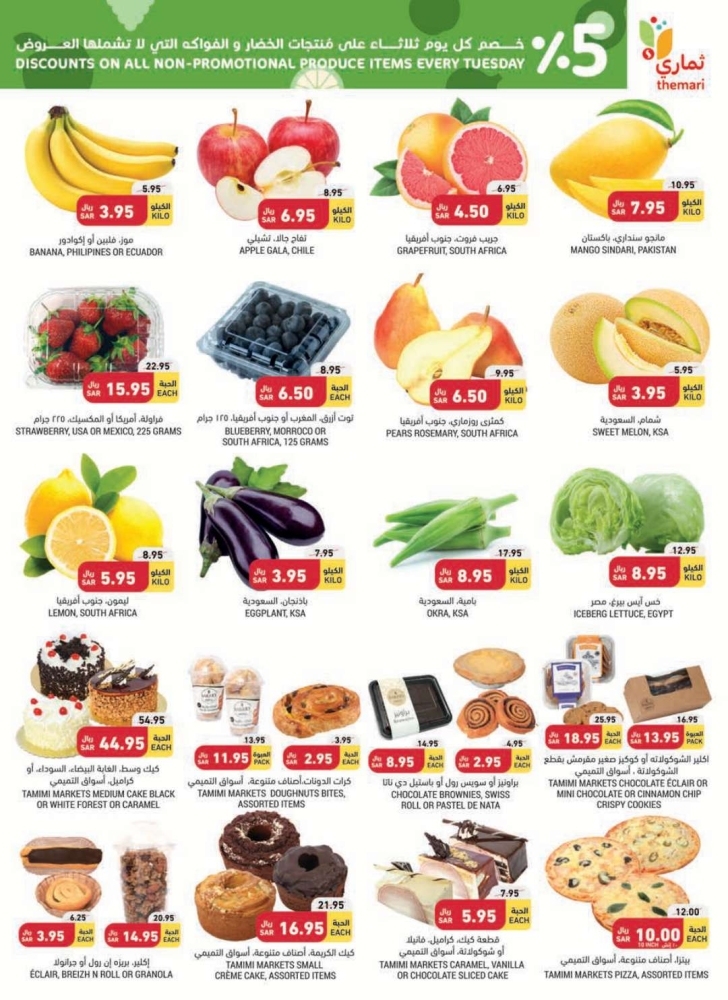 خصم كل يوم ثلاثاء على مُنتجات الخضار و الفواكه التي لا تشملها العروض
DISCOUNTS ON ALL NON-PROMOTIONAL PRODUCE ITEMS EVERY TUESDAY
%5
ثماري
themari
5.95
ريال SAR 3.95 الكيلو KILO
موز، فلبين أو إكوادور
BANANA, PHILIPINES OR ECUADOR
8.95
ريال SAR 6.95 الكيلو KILO
تفاح جالا، تشيلي
APPLE GALA, CHILE
6.95
ريال SAR 4.50 الكيلو KILO
جريب فروت، جنوب أفريقيا
GRAPEFRUIT, SOUTH AFRICA
10.95
ريال SAR 7.95 الكيلو KILO
مانجو سنداري، باكستان
MANGO SINDARI, PAKISTAN
22.95
ريال SAR 15.95 الحبة EACH
فراولة، أمريكا أو المكسيك، ٢٢٥ جرام
STRAWBERRY, USA OR MEXICO, 225 GRAMS
ريال SAR 6.50 الحبة EACH
توت أزرق، المغرب أو جنوب أفريقيا، ١٢٥ جرام
BLUEBERRY, MORROCO OR
SOUTH AFRICA, 125 GRAMS
9.95
ريال SAR 6.50 الكيلو KILO
كمثرى روزماري، جنوب أفريقيا
PEARS ROSEMARY, SOUTH AFRICA
5.95
ريال SAR 3.95 الكيلو KILO
شمام، السعودية
SWEET MELON, KSA
8.95
ريال SAR 5.95 الكيلو KILO
ليمون، جنوب أفريقيا
LEMON, SOUTH AFRICA
7.95
ريال SAR 3.95 الكيلو KILO
باذنجان، السعودية
EGGPLANT, KSA
17.95
ريال SAR 8.95 الكيلو KILO
بامية، السعودية
OKRA, KSA
12.95
ريال SAR 8.95 الكيلو KILO
خس آيس بيرغ، مصر
ICEBERG LETTUCE, EGYPT
54.95
ريال SAR 44.95 الحبة EACH
كيك وسط، الغابة البيضاء، السوداء، أو
كراميل، أسواق التميمي
TAMIMI MARKETS MEDIUM CAKE BLACK
OR WHITE FOREST OR CARAMEL
13.95
ريال SAR 11.95 العبوة PACK
3.95
ريال SAR 2.95 الحبة EACH
كرات الدونات،أصناف متنوعة، أسواق التميمي
TAMIMI MARKETS DOUGHNUTS BITES,
ASSORTED ITEMS
14.95
ريال SAR 8.95 الحبة EACH
4.95
ريال SAR 2.95 الحبة EACH
براونيز أو سويس رول أو باستيل دي ناتا
CHOCOLATE BROWNIES, SWISS
ROLL OR PASTEL DE NATA
25.95
ريال SAR 18.95 الحبة EACH
16.95
ريال SAR 13.95 العبوة PACK
اكلير الشوكولاته أو كوكيز صغير مقرمش بقطع
الشوكولاتة ، أسواق التميمي
TAMIMI MARKETS CHOCOLATE ÉCLAIR OR
MINI CHOCOLATE OR CINNAMON CHIP
CRISPY COOKIES
6.25
ريال SAR 3.95 الحبة EACH
20.95
ريال SAR 14.95 الحبة EACH
إكلير، بريزه إن رول أو جرانولا
ÉCLAIR, BREIZH N ROLL OR GRANOLA
21.95
ريال SAR 16.95 الحبة EACH
كيك الكريمة، أصناف متنوعة، أسواق التميمي
TAMIMI MARKETS SMALL
CRÈME CAKE, ASSORTED ITEMS
7.95
ريال SAR 5.95 الحبة EACH
قطعة كيك، كراميل، فانيلا
أو شوكولاتة، أسواق التميمي
TAMIMI MARKETS CARAMEL, VANILLA
OR CHOCOLATE SLICED CAKE
12.00
ريال SAR 10.00 الحبة EACH
10 INCH ١٠ إنش
بيتزا، أصناف متنوعة، أسواق التميمي
TAMIMI MARKETS PIZZA, ASSORTED ITEMS